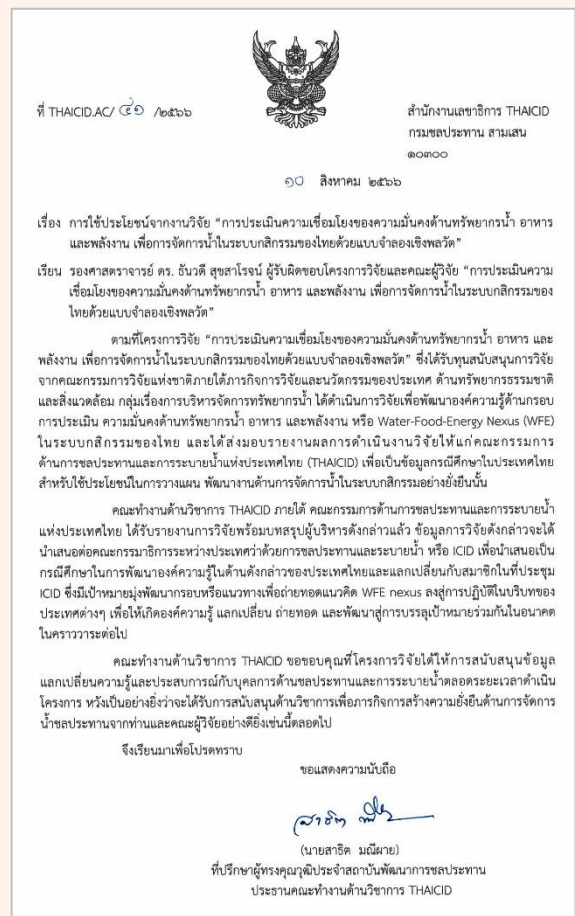 ที่ THAICID.AC/ ๔๑ /๒๕๖๖
สำนักงานเลขาธิการ THAICID
กรมชลประทาน สามเสน
๑๐๓๐๐
๑๐ สิงหาคม ๒๕๖๖
เรื่อง การใช้ประโยชน์จากงานวิจัย “การประเมินความเชื่อมโยงของความมั่นคงด้านทรัพยากรน้ำ อาหาร
และพลังงาน เพื่อการจัดการน้ำในระบบกสิกรรมของไทยด้วยแบบจำลองเชิงพลวัต”
เรียน รองศาสตราจารย์ ดร. ธันวดี สุขสาโรจน์ ผู้รับผิดชอบโครงการวิจัยและคณะผู้วิจัย “การประเมินความ
เชื่อมโยงของความมั่นคงด้านทรัพยากรน้ำ อาหาร และพลังงาน เพื่อการจัดการน้ำในระบบกสิกรรมของ
ไทยด้วยแบบจำลองเชิงพลวัต”
ตามที่โครงการวิจัย “การประเมินความเชื่อมโยงของความมั่นคงด้านทรัพยากรน้ำ อาหาร และ
พลังงาน เพื่อการจัดการน้ำในระบบกสิกรรมของไทยด้วยแบบจำลองเชิงพลวัต” ซึ่งได้รับทุนสนับสนุนการวิจัย
จากคณะกรรมการวิจัยแห่งชาติภายใต้ภารกิจการวิจัยและนวัตกรรมของประเทศ ด้านทรัพยากรธรรมชาติ
และสิ่งแวดล้อม กลุ่มเรื่องการบริหารจัดการทรัพยากรน้ำ ได้ดำเนินการวิจัยเพื่อพัฒนาองค์ความรู้ด้านกรอบ
การประเมิน ความมั่นคงด้านทรัพยากรน้ำ อาหาร และพลังงาน หรือ Water-Food-Energy Nexus (WFE)
ในระบบกสิกรรมของไทย และได้ส่งมอบรายงานผลการดำเนินงานวิจัยให้แก่คณะกรรมการ
ด้านการชลประทานและการระบายน้ำแห่งประเทศไทย (THAICID) เพื่อเป็นข้อมูลกรณีศึกษาในประเทศไทย
สำหรับใช้ประโยชน์ในการวางแผน พัฒนางานด้านการจัดการน้ำในระบบกสิกรรมอย่างยั่งยืนนั้น
คณะทำงานด้านวิชาการ THAICID ภายใต้ คณะกรรมการด้านการชลประทานและการระบายน้ำ
แห่งประเทศไทย ได้รับรายงานการวิจัยพร้อมบทสรุปผู้บริหารดังกล่าวแล้ว ข้อมูลการวิจัยดังกล่าวจะได้
นำเสนอต่อคณะกรรมาธิการระหว่างประเทศว่าด้วยการชลประทานและระบายน้ำ หรือ ICID เพื่อนำเสนอเป็น
กรณีศึกษาในการพัฒนาองค์ความรู้ในด้านดังกล่าวของประเทศไทยและแลกเปลี่ยนกับสมาชิกในที่ประชุม
ICID ซึ่งมีเป้าหมายมุ่งพัฒนากรอบหรือแนวทางเพื่อถ่ายทอดแนวคิด WFE nexus ลงสู่การปฏิบัติในบริบทของ
ประเทศต่างๆ เพื่อให้เกิดองค์ความรู้ แลกเปลี่ยน ถ่ายทอด และพัฒนาสู่การบรรลุเป้าหมายร่วมกันในอนาคต
ในคราววาระต่อไป
คณะทำงานด้านวิชาการ THAICID ขอขอบคุณที่โครงการวิจัยได้ให้การสนับสนุนข้อมูล
แลกเปลี่ยนความรู้และประสบการณ์กับบุคลการด้านชลประทานและการระบายน้ำตลอดระยะเวลาดำเนิน
โครงการ หวังเป็นอย่างยิ่งว่าจะได้รับการสนับสนุนด้านวิชาการเพื่อภารกิจการสร้างความยั่งยืนด้านการจัดการ
น้ำชลประทานจากท่านและคณะผู้วิจัยอย่างดียิ่งเช่นนี้ตลอดไป
จึงเรียนมาเพื่อโปรดทราบ
ขอแสดงความนับถือ
(นายสาธิต มณีผาย)
ที่ปรึกษาผู้ทรงคุณวุฒิประจำสถาบันพัฒนาการชลประทาน
ประธานคณะทำงานด้านวิชาการ THAICID